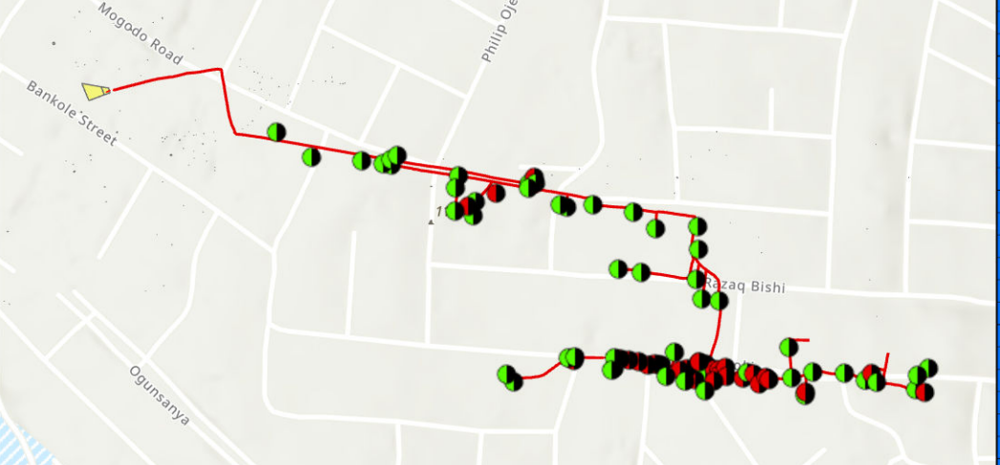 Mogodo Road
Philip Oje
Bankole Street
Razaq Bishi
Ogunsanya